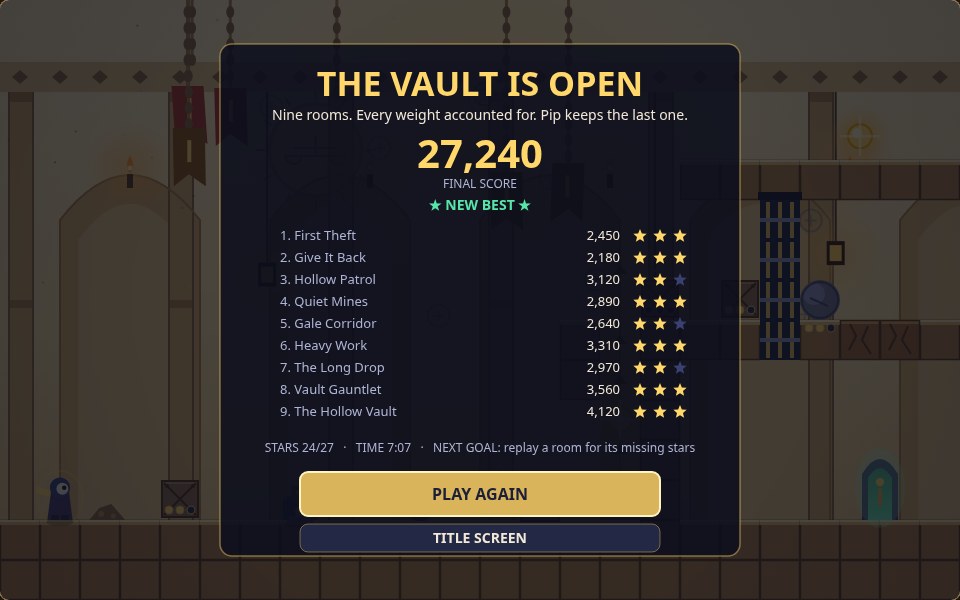 THE VAULT IS OPEN
Nine rooms. Every weight accounted for. Pip keeps the last one.
27,240
FINAL SCORE
★ NEW BEST ★
1. First Theft 2,450 ★ ★ ★
2. Give It Back 2,180 ★ ★ ★
3. Hollow Patrol 3,120 ★ ★ ★
4. Quiet Mines 2,890 ★ ★ ★
5. Gale Corridor 2,640 ★ ★ ★
6. Heavy Work 3,310 ★ ★ ★
7. The Long Drop 2,970 ★ ★ ★
8. Vault Gauntlet 3,560 ★ ★ ★
9. The Hollow Vault 4,120 ★ ★ ★
STARS 24/27 · TIME 7:07 · NEXT GOAL: replay a room for its missing stars
PLAY AGAIN
TITLE SCREEN